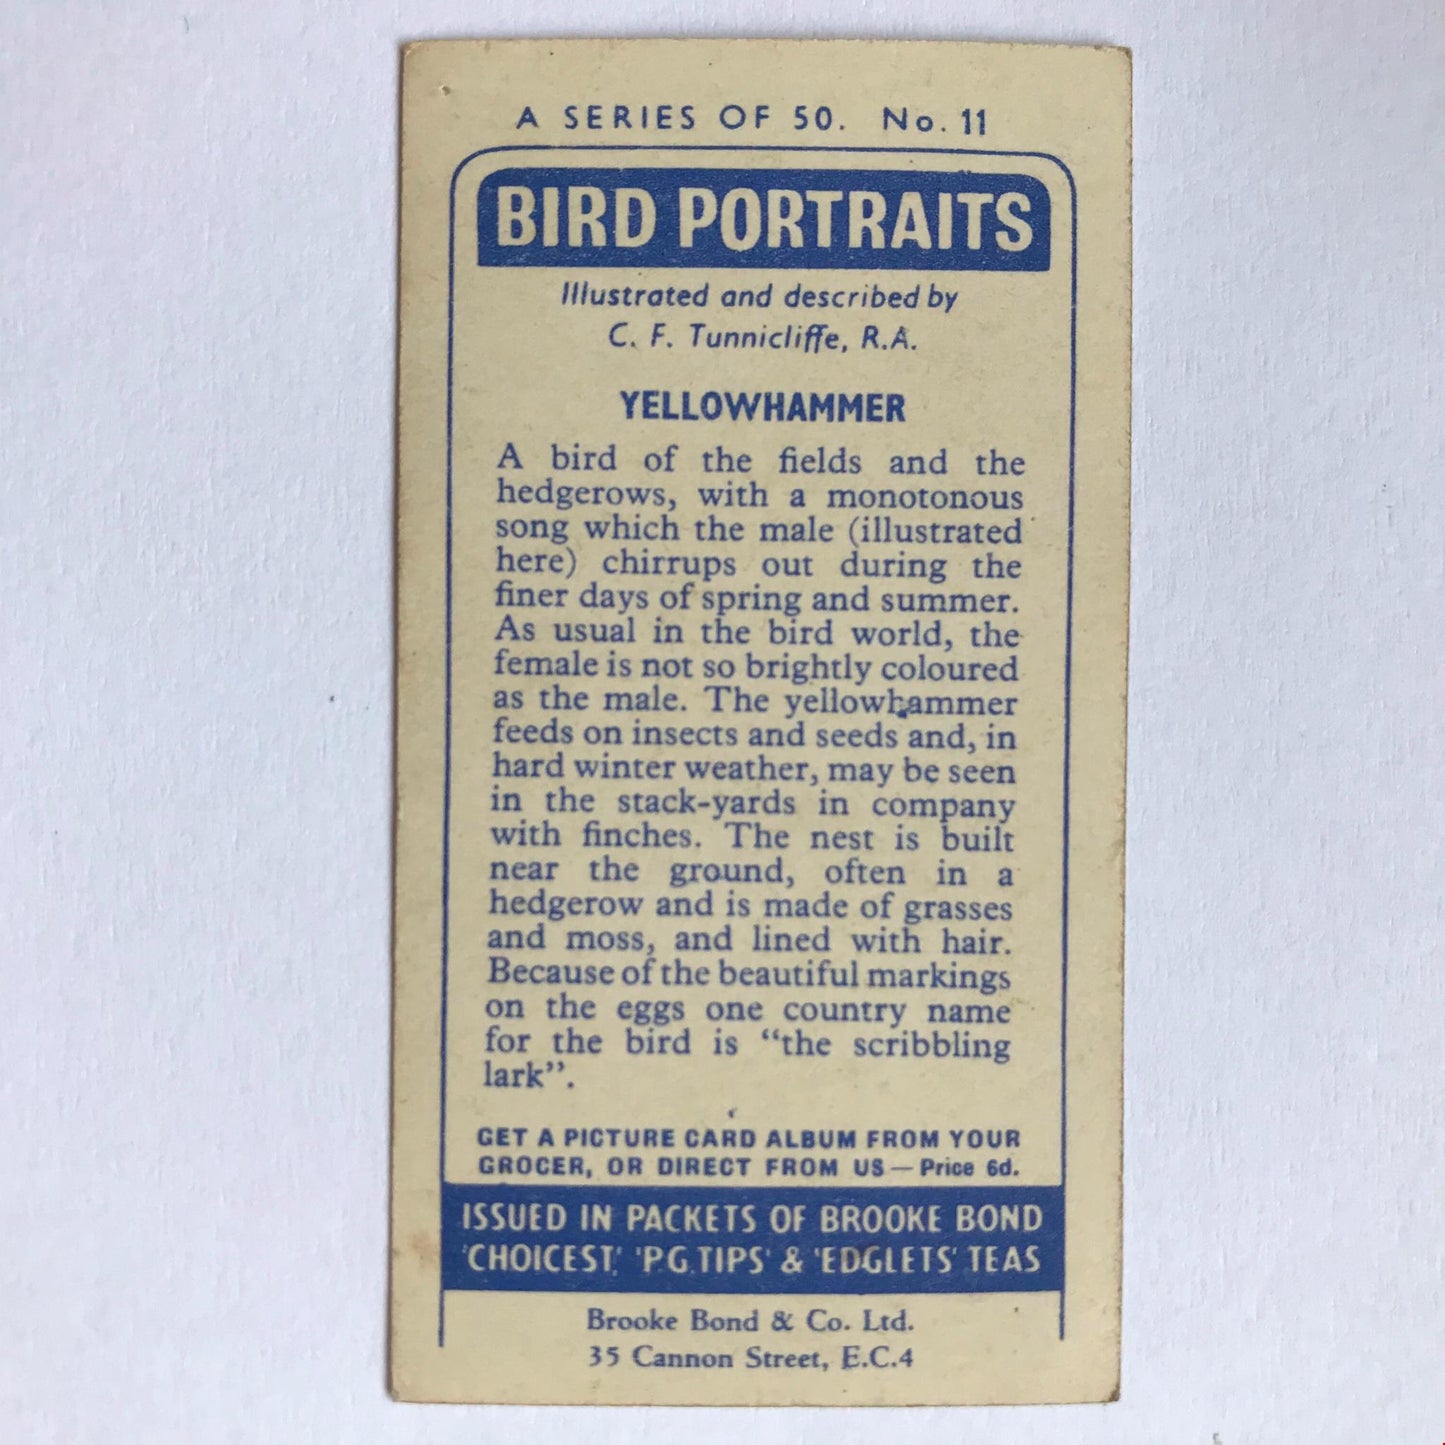 A SERIES OF 50. No. 11
BIRD PORTRAITS
Illustrated and described by
C. F. Tunnicliffe, R.A.
YELLOWHAMMER
A bird of the fields and the
hedgerows, with a monotonous
song which the male (illustrated
here) chirrups out during the
finer days of spring and summer.
As usual in the bird world, the
female is not so brightly coloured
as the male. The yellowhammer
feeds on insects and seeds and, in
hard winter weather, may be seen
in the stack-yards in company
with finches. The nest is built
near the ground, often in a
hedgerow and is made of grasses
and moss, and lined with hair.
Because of the beautiful markings
on the eggs one country name
for the bird is “the scribbling
lark”.
GET A PICTURE CARD ALBUM FROM YOUR
GROCER, OR DIRECT FROM US — Price 6d.
ISSUED IN PACKETS OF BROOKE BOND
'CHOICEST,' 'P.G.TIPS' & 'EDGLETS' TEAS
Brooke Bond & Co. Ltd.
35 Cannon Street, E.C.4